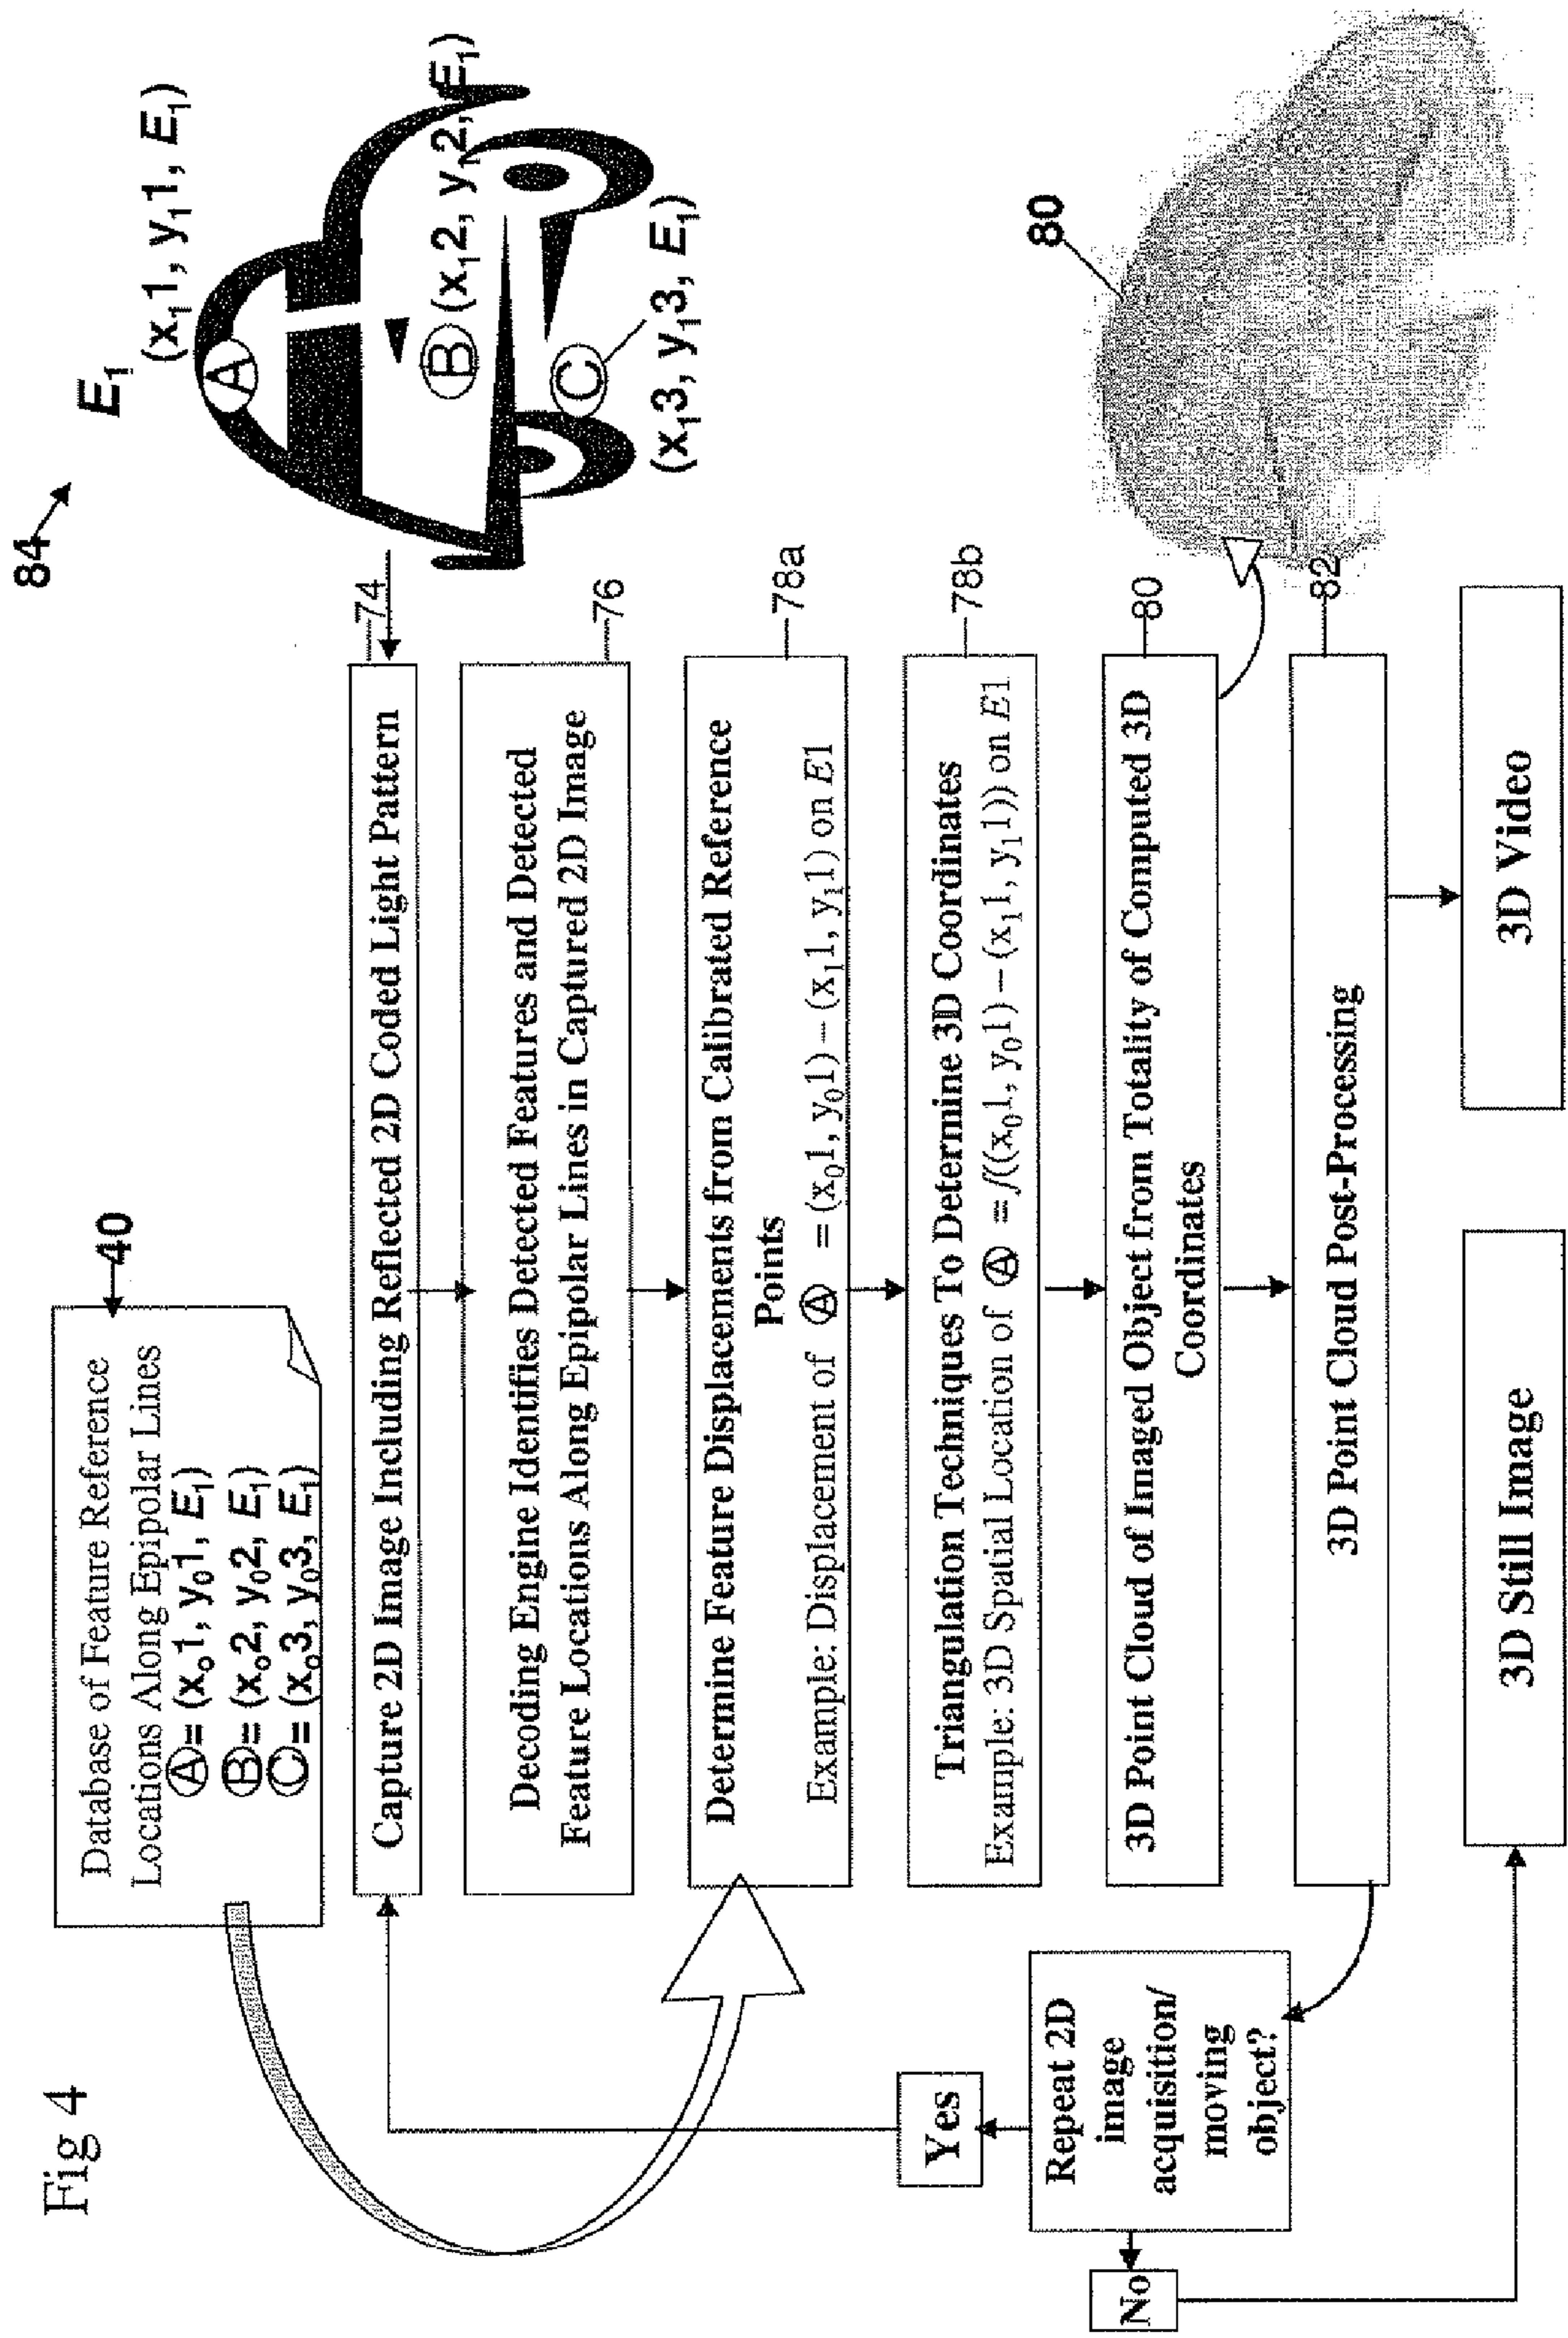 Fig 4
Database of Feature Reference
Locations Along Epipolar Lines
Ⓐ= (xₒ1, y₀1, E₁)
Ⓑ= (xₒ2, y₀2, E₁)
Ⓒ= (xₒ3, y₀3, E₁)
40
84
E₁
A
(x₁1, y₁1, E₁)
B (x₁2, y₁2, E₁)
C
(x₁3, y₁3, E₁)
Capture 2D Image Including Reflected 2D Coded Light Pattern
74
Decoding Engine Identifies Detected Features and Detected
Feature Locations Along Epipolar Lines in Captured 2D Image
76
Determine Feature Displacements from Calibrated Reference
Points
Example: Displacement of Ⓐ = (x₀1, y₀1) – (x₁1, y₁1) on E1
78a
Triangulation Techniques To Determine 3D Coordinates
Example: 3D Spatial Location of Ⓐ = f((x₀1, y₀1) – (x₁1, y₁1)) on E1
78b
3D Point Cloud of Imaged Object from Totality of Computed 3D
Coordinates
80
80
3D Point Cloud Post-Processing
82
Repeat 2D
image
acquisition/
moving
object?
Yes
No
3D Still Image
3D Video